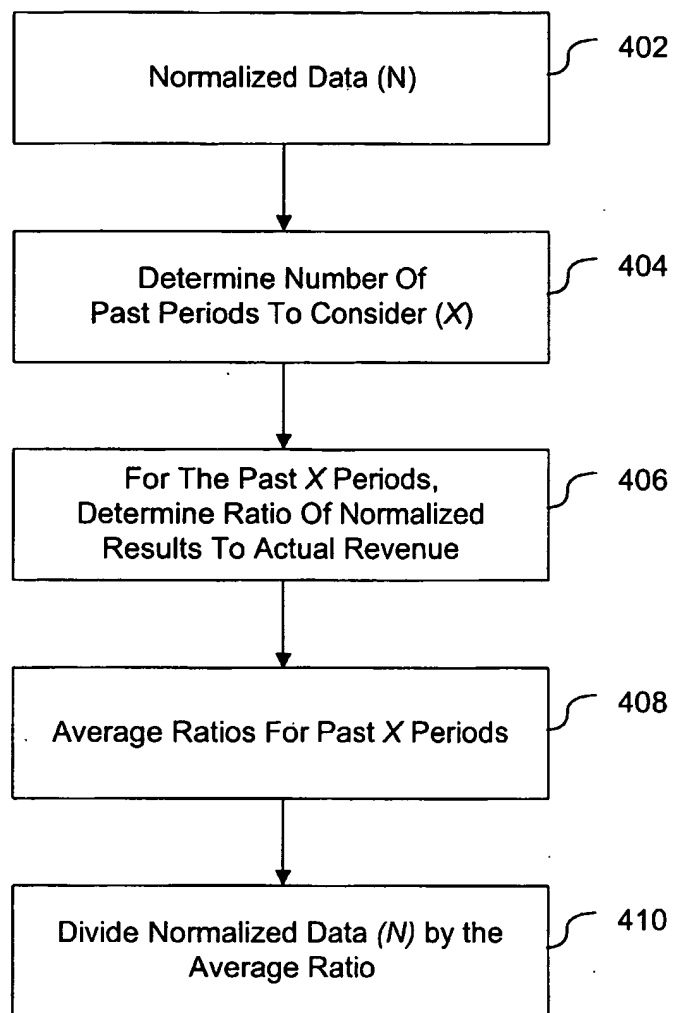 Normalized Data (N)
402
Determine Number Of
Past Periods To Consider (X)
404
For The Past X Periods,
Determine Ratio Of Normalized
Results To Actual Revenue
406
Average Ratios For Past X Periods
408
Divide Normalized Data (N) by the
Average Ratio
410